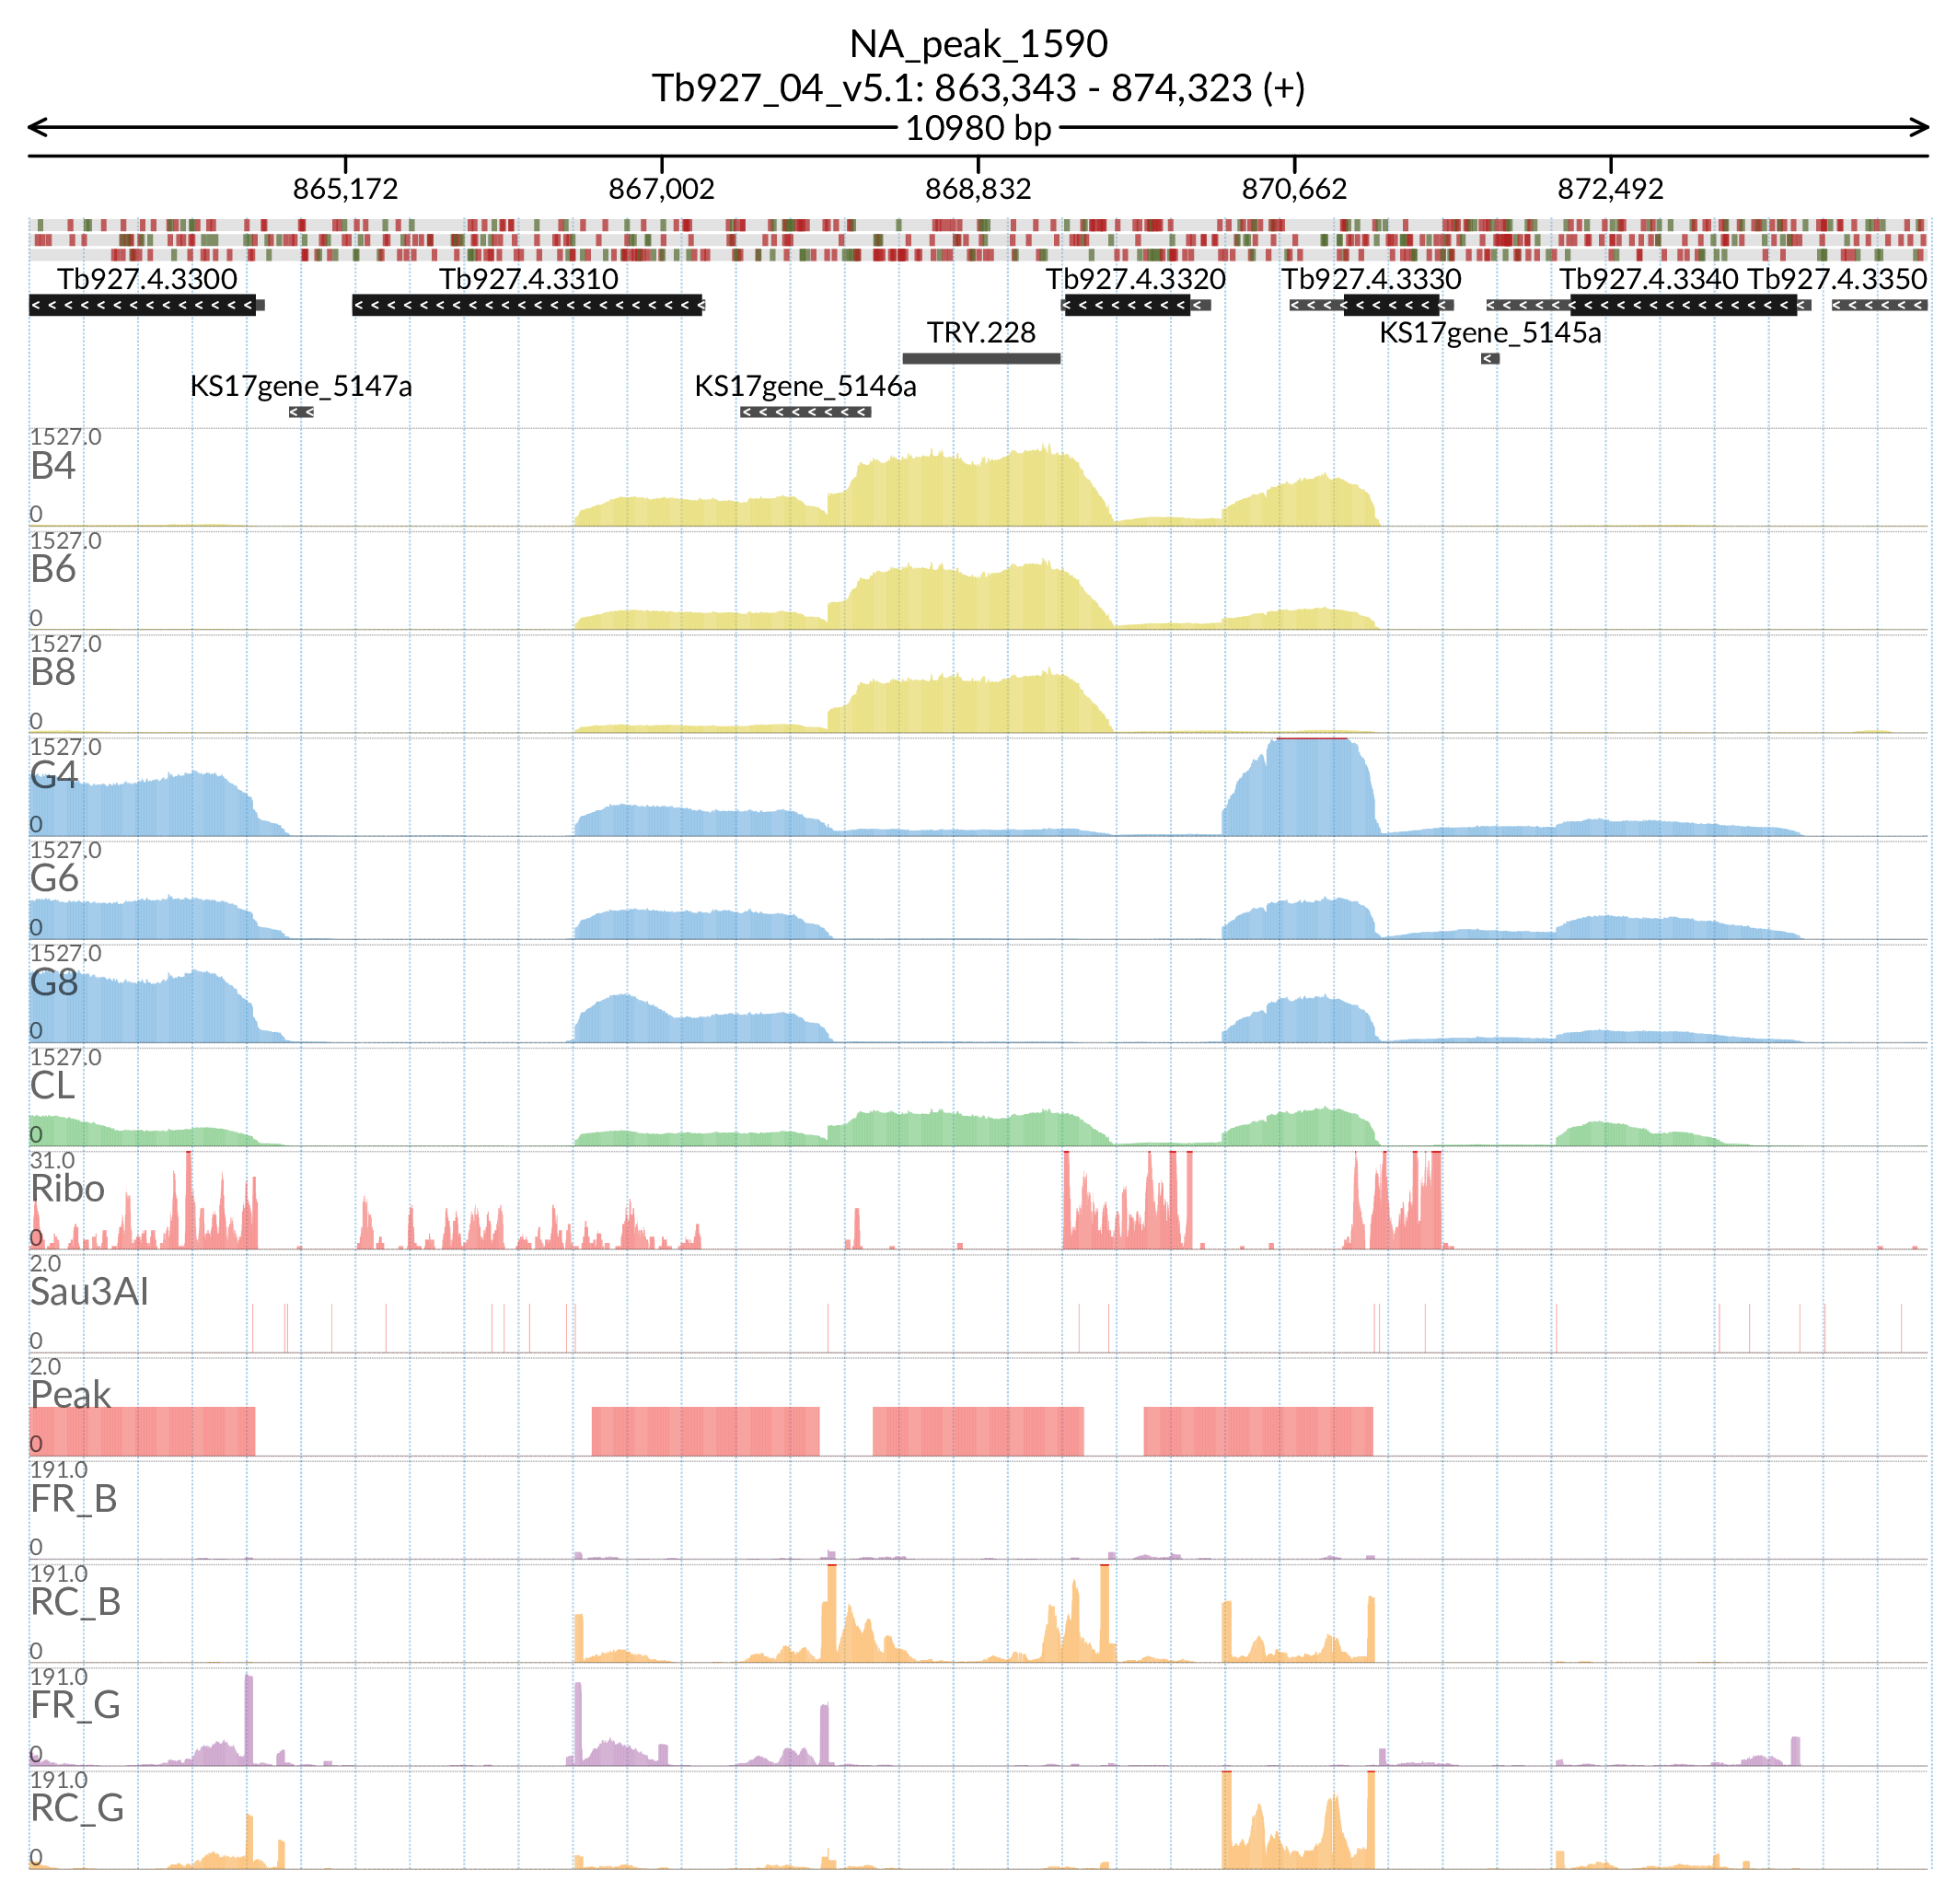 NA_peak_1590
Tb927_04_v5.1: 863,343 - 874,323 (+)
10980 bp
865,172 867,002 868,832 870,662 872,492
Tb927.4.3300 Tb927.4.3310 Tb927.4.3320 Tb927.4.3330 Tb927.4.3340 Tb927.4.3350
TRY.228 KS17gene_5145a
KS17gene_5147a KS17gene_5146a
1527.0
B4
0
1527.0
B6
0
1527.0
B8
0
1527.0
G4
0
1527.0
G6
0
1527.0
G8
0
1527.0
CL
0
31.0
Ribo
0
2.0
Sau3AI
0
2.0
Peak
0
191.0
FR_B
0
191.0
RC_B
0
191.0
FR_G
0
191.0
RC_G
0